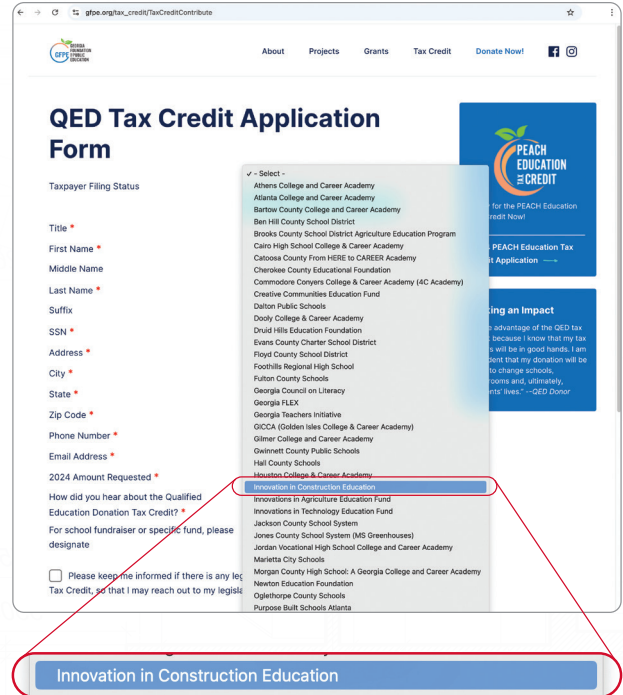 gfpe.org/tax_credit/TaxCreditContribute
GFPE
GEORGIA
FOUNDATION
PUBLIC
EDUCATION
About Projects Grants Tax Credit Donate Now!
QED Tax Credit Application
Form
Taxpayer Filing Status
Title *
First Name *
Middle Name
Last Name *
Suffix
SSN *
Address *
City *
State *
Zip Code *
Phone Number *
Email Address *
2024 Amount Requested *
How did you hear about the Qualified
Education Donation Tax Credit? *
For school fundraiser or specific fund, please
designate
Please keep me informed if there is any leg
Tax Credit, so that I may reach out to my legisla
✓ - Select -
Athens College and Career Academy
Atlanta College and Career Academy
Bartow County College and Career Academy
Ben Hill County School District
Brooks County School District Agriculture Education Program
Cairo High School College & Career Academy
Catoosa County From HERE to CAREER Academy
Cherokee County Educational Foundation
Commodore Conyers College & Career Academy (4C Academy)
Creative Communities Education Fund
Dalton Public Schools
Dooly College & Career Academy
Druid Hills Education Foundation
Evans County Charter School District
Floyd County School District
Foothills Regional High School
Fulton County Schools
Georgia Council on Literacy
Georgia FLEX
Georgia Teachers Initiative
GICCA (Golden Isles College & Career Academy)
Gilmer College and Career Academy
Gwinnett County Public Schools
Hall County Schools
Houston College & Career Academy
Innovation in Construction Education
Innovations in Agriculture Education Fund
Innovations in Technology Education Fund
Jackson County School System
Jones County School System (MS Greenhouses)
Jordan Vocational High School College and Career Academy
Marietta City Schools
Morgan County High School: A Georgia College and Career Academy
Newton Education Foundation
Oglethorpe County Schools
Purpose Built Schools Atlanta
PEACH
EDUCATION
TAX CREDIT
for the PEACH Education
redit Now!
PEACH Education Tax
it Application
ing an Impact
e advantage of the QED tax
because I know that my tax
s will be in good hands. I am
dent that my donation will be
to change schools,
rooms and, ultimately,
nts' lives." --QED Donor
Innovation in Construction Education